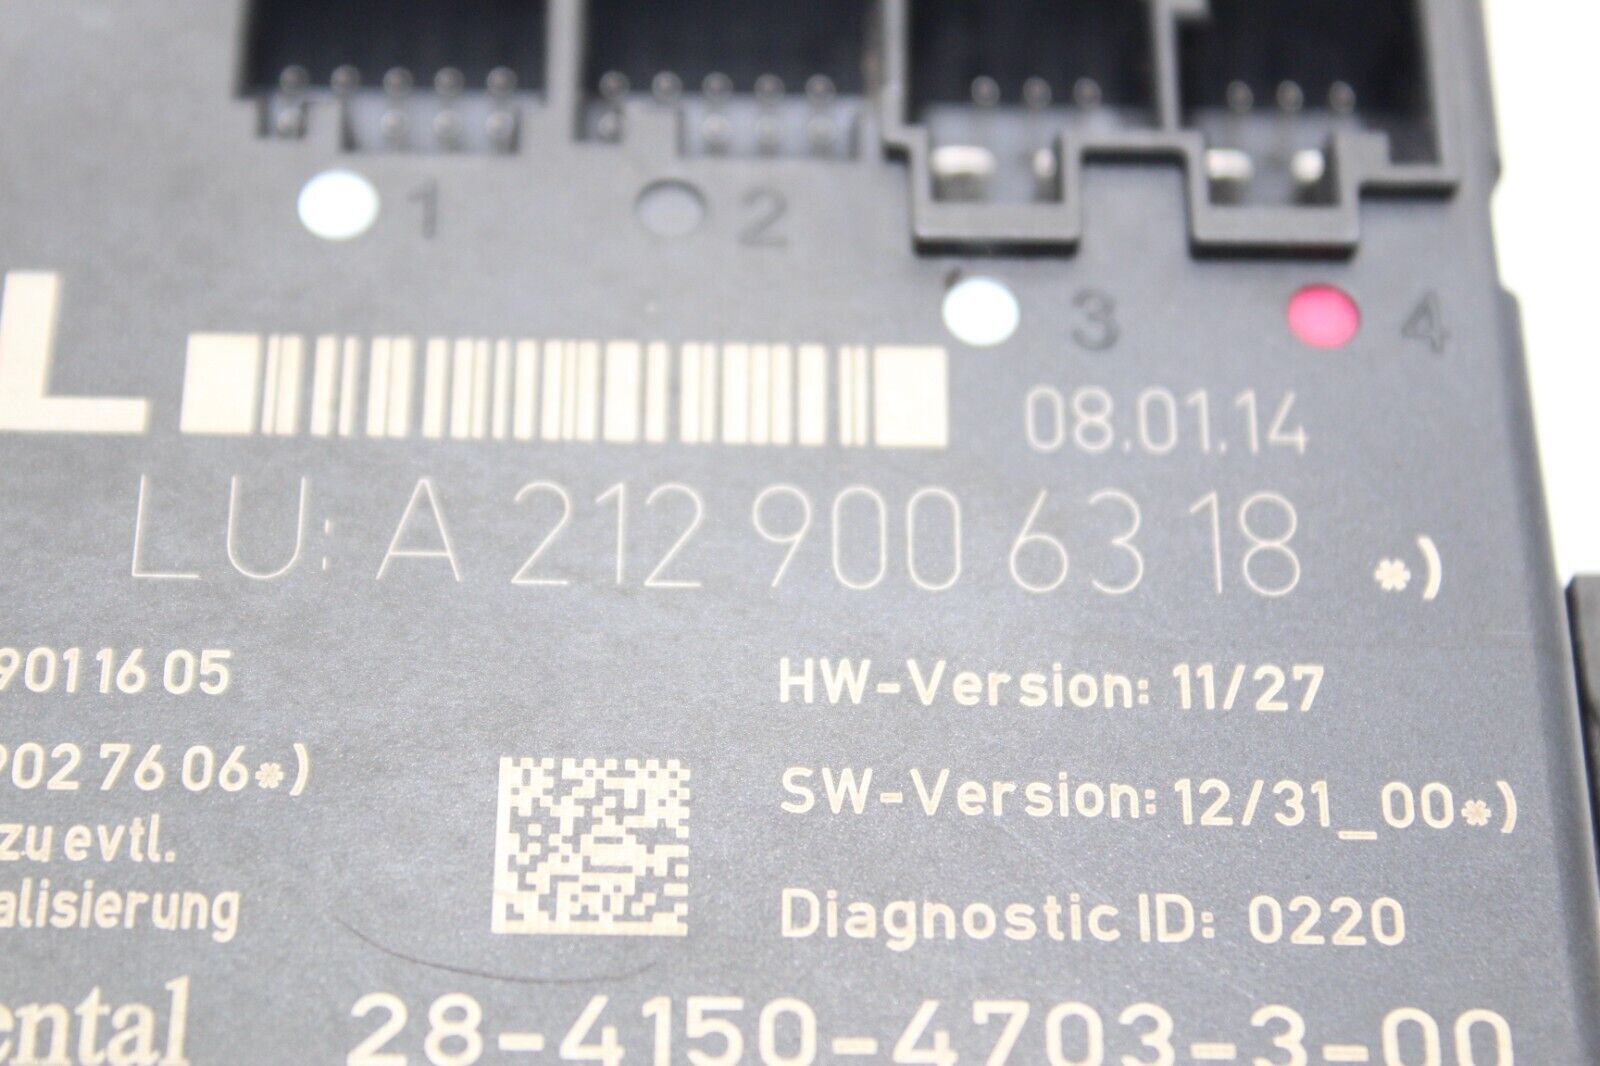 1 2
3 4
L
08.01.14
LU: A 212 900 63 18 *)
901 16 05
HW-Version: 11/27
902 76 06*)
SW-Version: 12/31_00*)
zu evtl.
alisierung
Diagnostic ID: 0220
ental
28-4150-4703-3-00